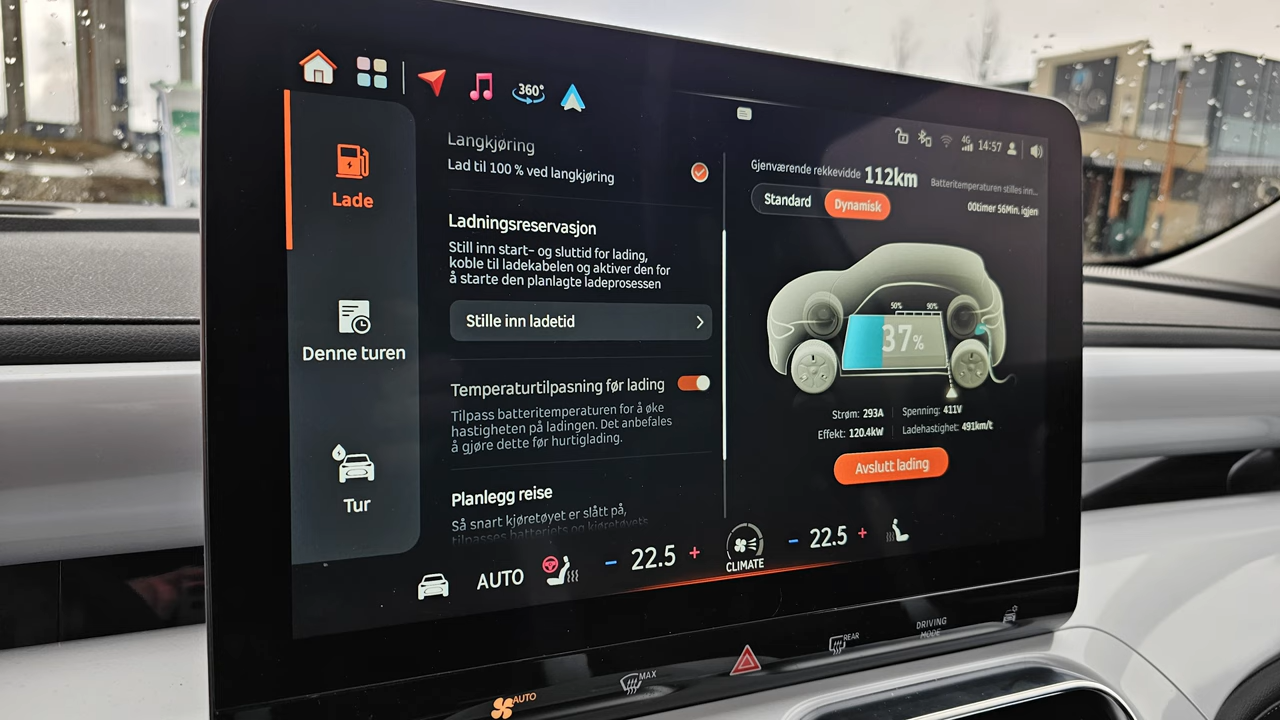 360°
4G 14:57
Lade
Denne turen
Tur
Langkjøring
Lad til 100 % ved langkjøring
Ladningsreservasjon
Still inn start- og sluttid for lading,
koble til ladekabelen og aktiver den for
å starte den planlagte ladeprosessen
Stille inn ladetid
Temperaturtilpasning før lading
Tilpass batteritemperaturen for å øke
hastigheten på ladingen. Det anbefales
å gjøre dette før hurtiglading.
Planlegg reise
Så snart kjøretøyet er slått på,
tilpasses batteriets og kjøretøyets
Gjenværende rekkevidde 112km
Standard
Dynamisk
Batteritemperaturen stilles inn...
00timer 56Min. igjen
50% 90%
37%
Strøm: 293A
Spenning: 411V
Effekt: 120.4kW
Ladehastighet: 491km/t
Avslutt lading
AUTO
- 22.5 +
CLIMATE
- 22.5 +
AUTO
MAX
REAR
DRIVING
MODE